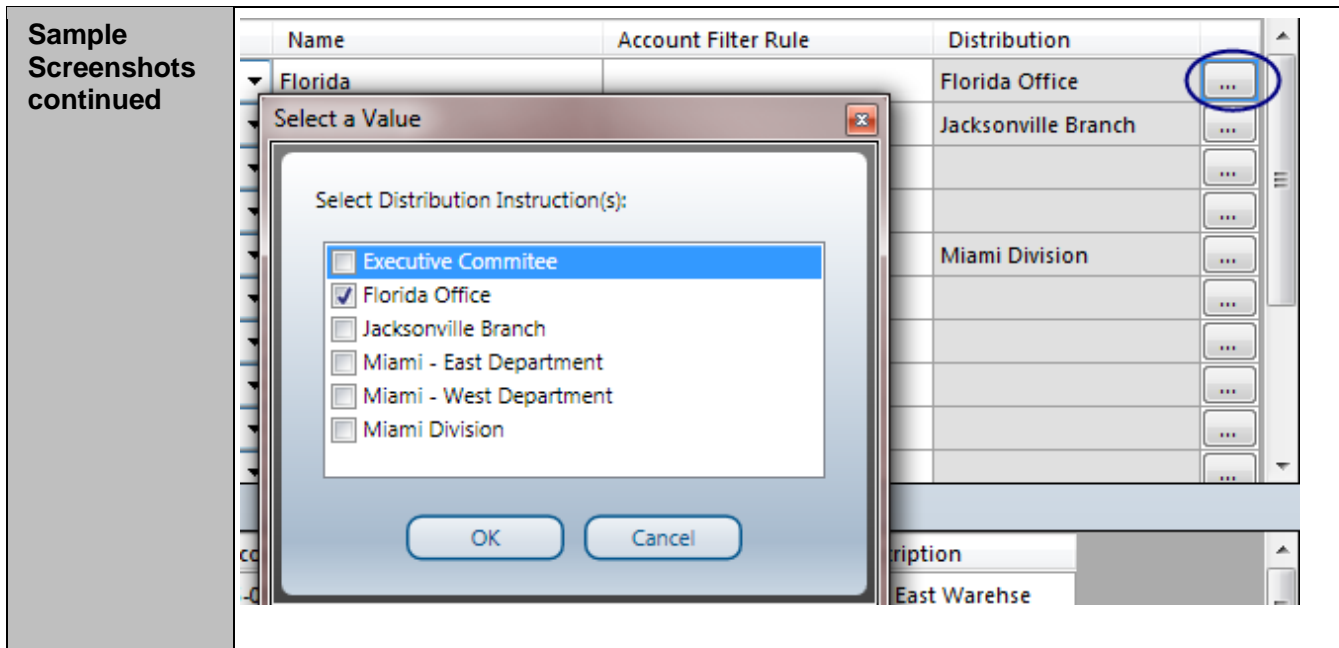 Sample
Screenshots
continued
Name Account Filter Rule Distribution
Florida Florida Office ...
Select a Value
Jacksonville Branch ...
...
Select Distribution Instruction(s):
...
Executive Commitee
Miami Division ...
Florida Office
...
Jacksonville Branch
...
Miami - East Department
...
Miami - West Department
Miami Division
...
...
OK Cancel
ription
East Warehse